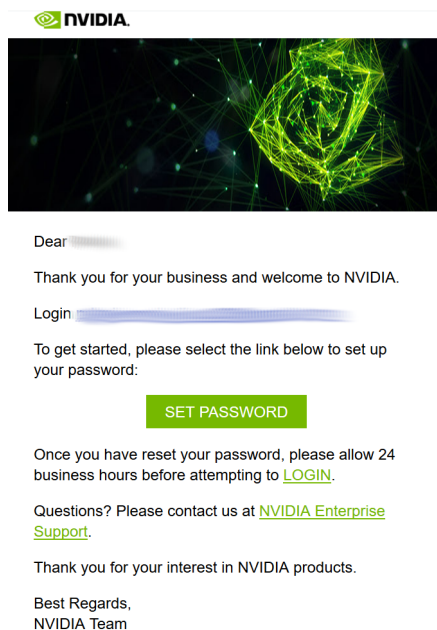 NVIDIA.
Dear
Thank you for your business and welcome to NVIDIA.
Login
To get started, please select the link below to set up
your password:
SET PASSWORD
Once you have reset your password, please allow 24
business hours before attempting to LOGIN.
Questions? Please contact us at NVIDIA Enterprise
Support.
Thank you for your interest in NVIDIA products.
Best Regards,
NVIDIA Team